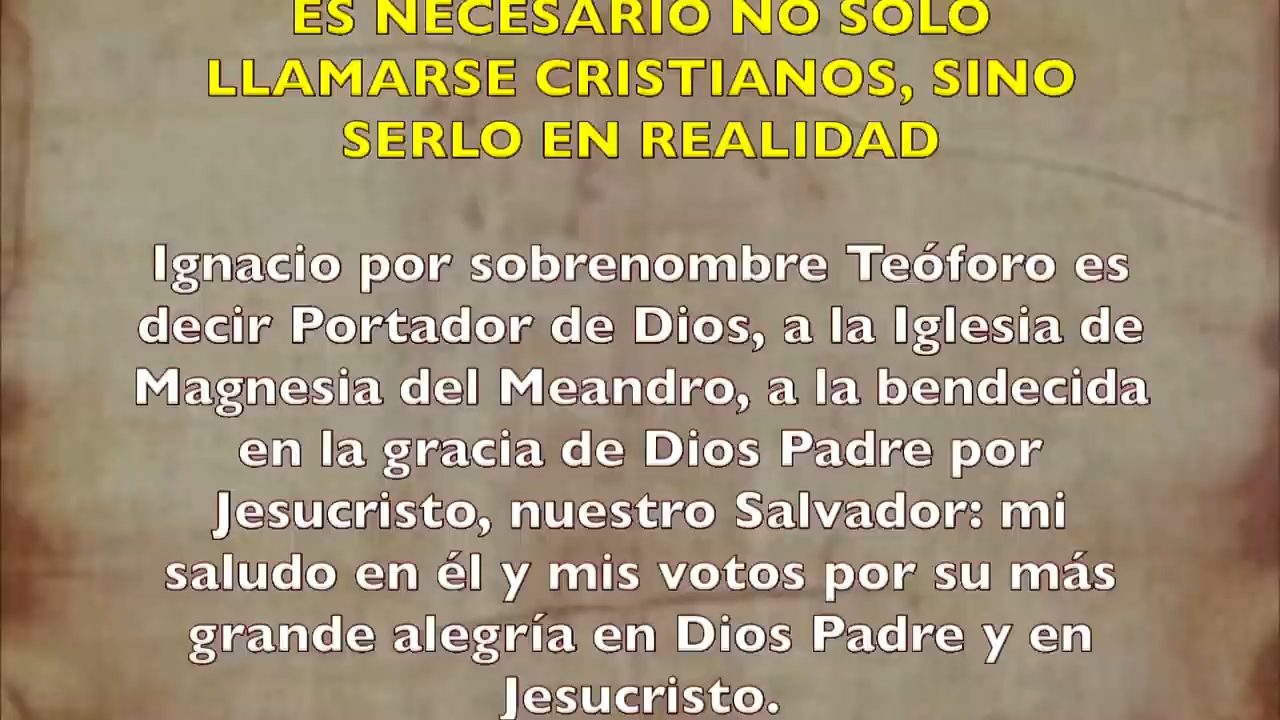 ES NECESARIO NO SOLO
LLAMARSE CRISTIANOS, SINO
SERLO EN REALIDAD
Ignacio por sobrenombre Teóforo es
decir Portador de Dios, a la Iglesia de
Magnesia del Meandro, a la bendecida
en la gracia de Dios Padre por
Jesucristo, nuestro Salvador: mi
saludo en él y mis votos por su más
grande alegría en Dios Padre y en
Jesucristo.